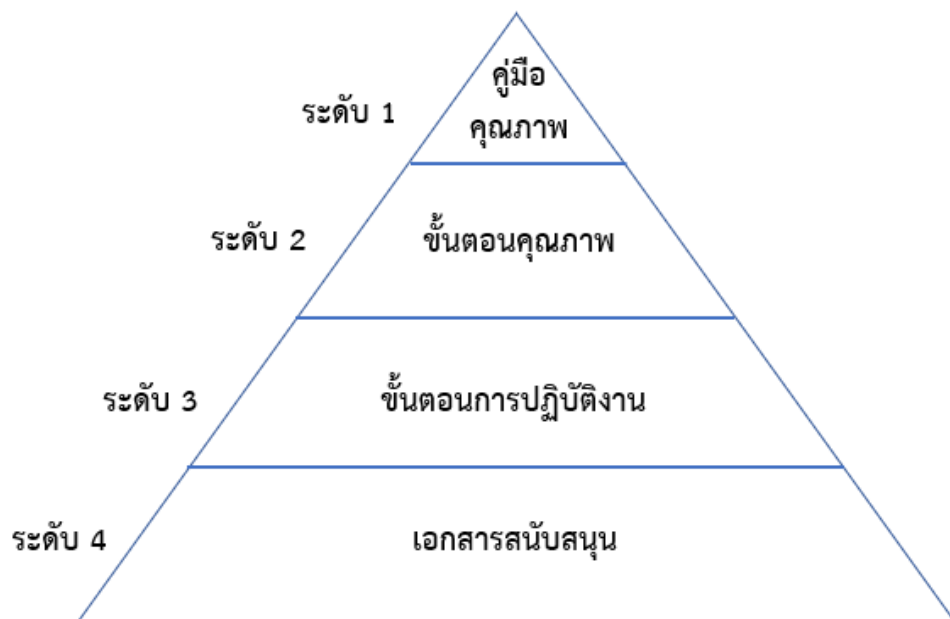 คู่มือ
คุณภาพ
ระดับ 1
ขั้นตอนคุณภาพ
ระดับ 2
ขั้นตอนการปฏิบัติงาน
ระดับ 3
เอกสารสนับสนุน
ระดับ 4